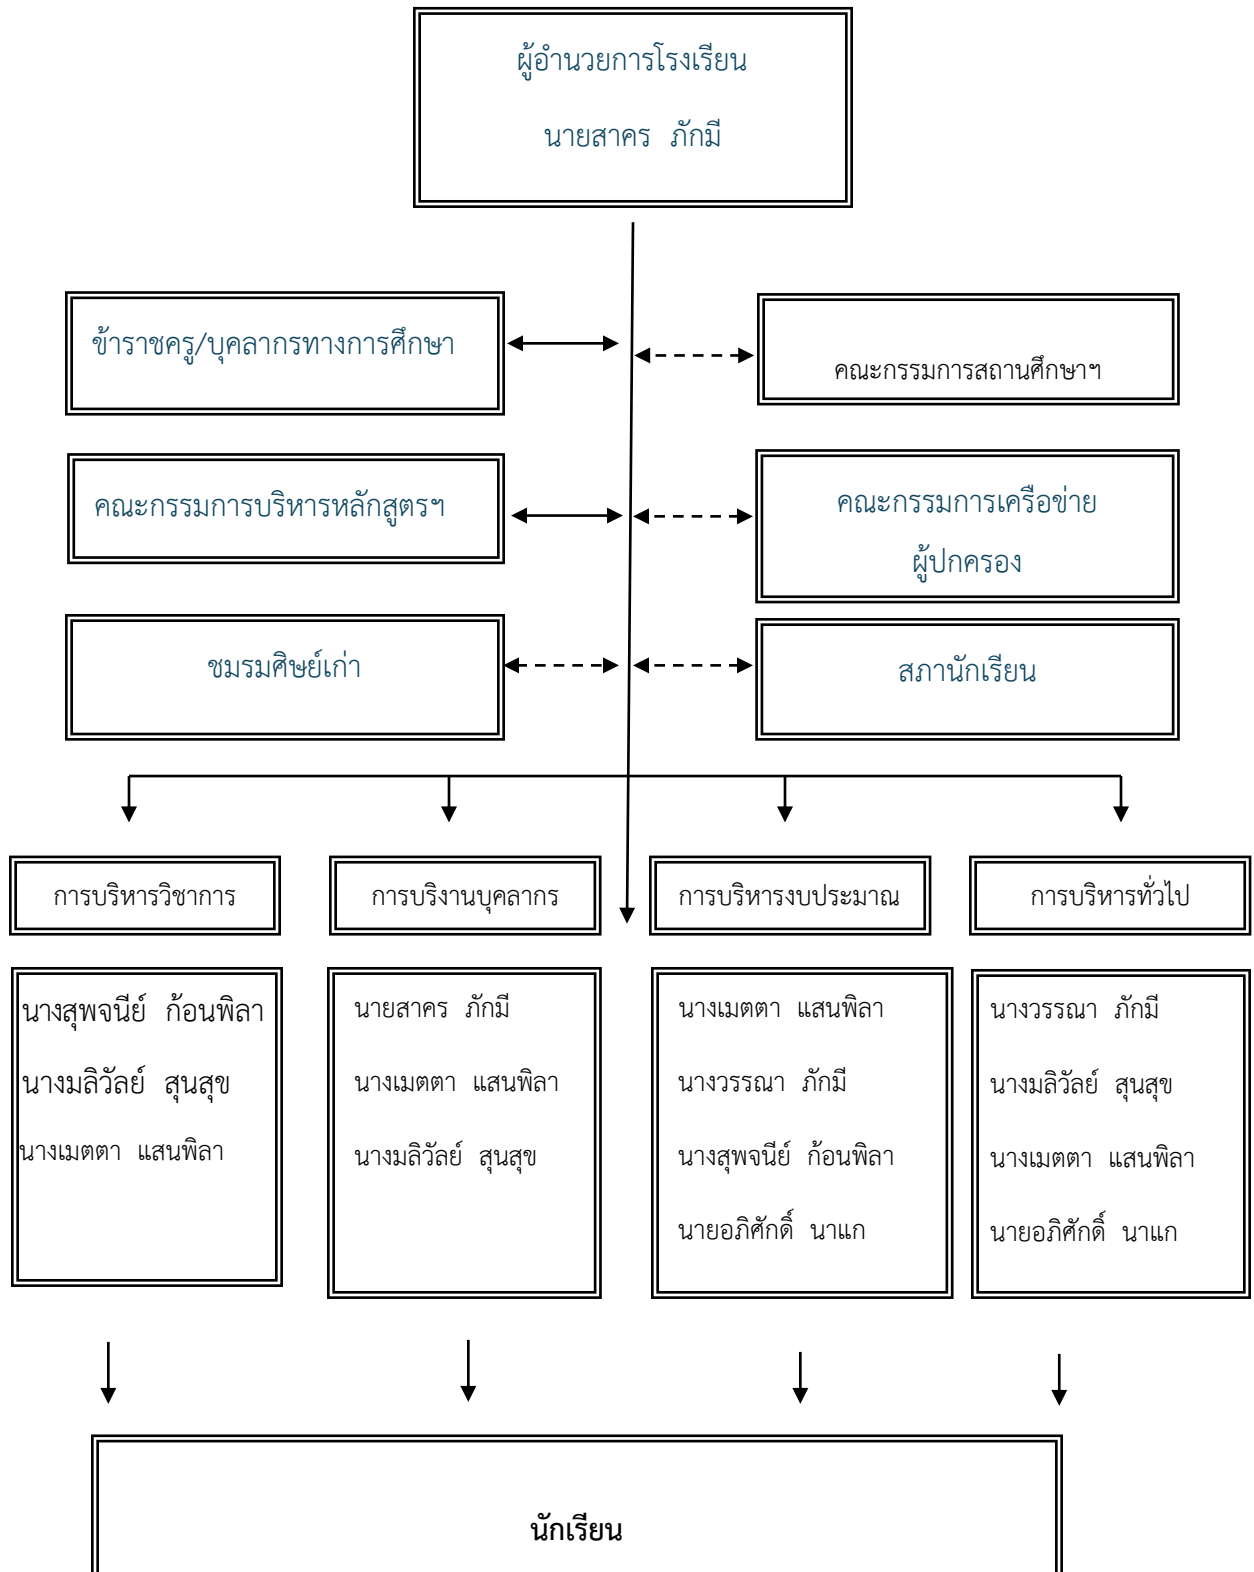 ผู้อำนวยการโรงเรียน
นายสาคร ภักมี
ข้าราชครู/บุคลากรทางการศึกษา
คณะกรรมการสถานศึกษาฯ
คณะกรรมการบริหารหลักสูตรฯ
คณะกรรมการเครือข่าย
ผู้ปกครอง
ชมรมศิษย์เก่า
สภานักเรียน
การบริหารวิชาการ
การบริงานบุคลากร
การบริหารงบประมาณ
การบริหารทั่วไป
นางสุพจนีย์ ก้อนพิลา
นางมลิวัลย์ สุนสุข
นางเมตตา แสนพิลา
นายสาคร ภักมี
นางเมตตา แสนพิลา
นางมลิวัลย์ สุนสุข
นางเมตตา แสนพิลา
นางวรรณา ภักมี
นางสุพจนีย์ ก้อนพิลา
นายอภิศักดิ์ นาแก
นางวรรณา ภักมี
นางมลิวัลย์ สุนสุข
นางเมตตา แสนพิลา
นายอภิศักดิ์ นาแก
นักเรียน